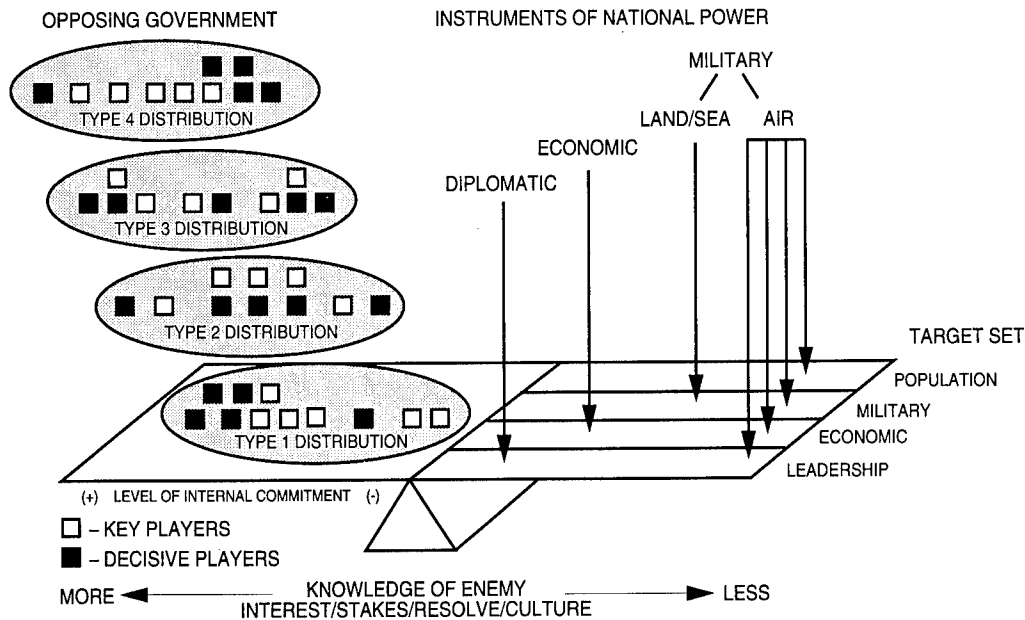 OPPOSING GOVERNMENT
INSTRUMENTS OF NATIONAL POWER
MILITARY
LAND/SEA
AIR
ECONOMIC
DIPLOMATIC
TYPE 4 DISTRIBUTION
TYPE 3 DISTRIBUTION
TYPE 2 DISTRIBUTION
TYPE 1 DISTRIBUTION
TARGET SET
POPULATION
MILITARY
ECONOMIC
LEADERSHIP
(+) LEVEL OF INTERNAL COMMITMENT (-)
– KEY PLAYERS
– DECISIVE PLAYERS
MORE
KNOWLEDGE OF ENEMY
INTEREST/STAKES/RESOLVE/CULTURE
LESS